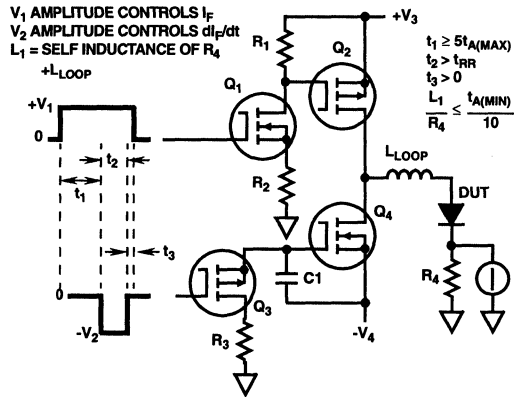 V1 AMPLITUDE CONTROLS IF
V2 AMPLITUDE CONTROLS dIF/dt
L1 = SELF INDUCTANCE OF R4
+LLOOP
+V1
0
t2
t1
t3
0
-V2
R1
Q1
R2
Q2
+V3
t1 ≥ 5tA(MAX)
t2 > tRR
t3 > 0
L1/R4 ≤ tA(MIN)/10
LLOOP
DUT
Q4
R4
C1
Q3
R3
-V4